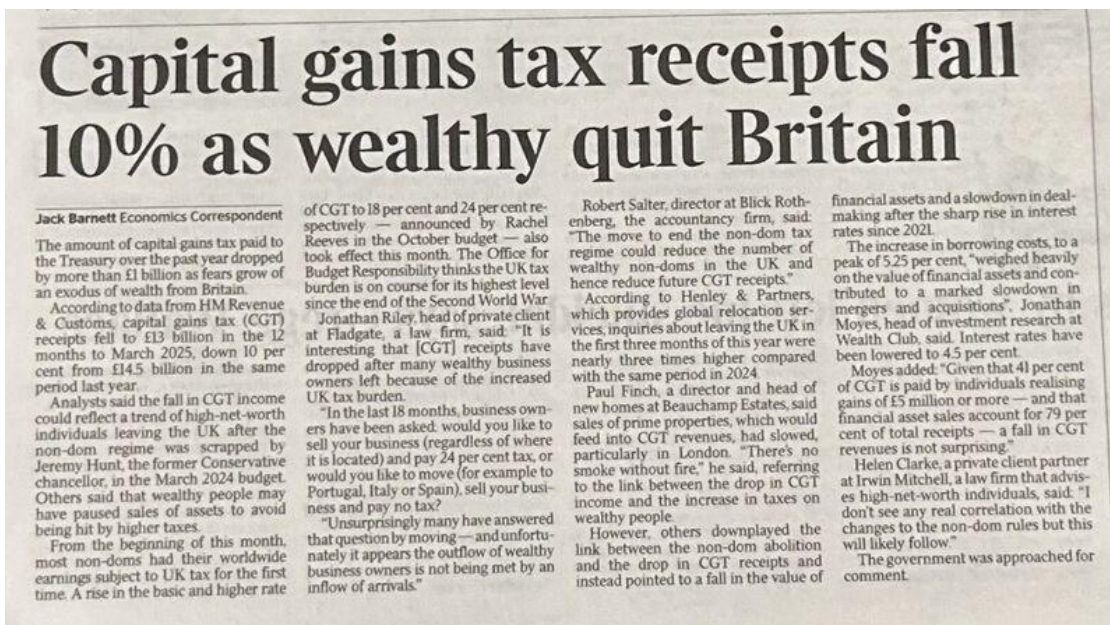 Capital gains tax receipts fall
10% as wealthy quit Britain
Jack Barnett Economics Correspondent
The amount of capital gains tax paid to
the Treasury over the past year dropped
by more than £1 billion as fears grow of
an exodus of wealth from Britain.
According to data from HM Revenue
& Customs, capital gains tax (CGT)
receipts fell to £13 billion in the 12
months to March 2025, down 10 per
cent from £14.5 billion in the same
period last year.
Analysts said the fall in CGT income
could reflect a trend of high-net-worth
individuals leaving the UK after the
non-dom regime was scrapped by
Jeremy Hunt, the former Conservative
chancellor, in the March 2024 budget.
Others said that wealthy people may
have paused sales of assets to avoid
being hit by higher taxes.
From the beginning of this month,
most non-doms had their worldwide
earnings subject to UK tax for the first
time. A rise in the basic and higher rate
of CGT to 18 per cent and 24 per cent re-
spectively — announced by Rachel
Reeves in the October budget — also
took effect this month. The Office for
Budget Responsibility thinks the UK tax
burden is on course for its highest level
since the end of the Second World War.
Jonathan Riley, head of private client
at Fladgate, a law firm, said: "It is
interesting that [CGT] receipts have
dropped after many wealthy business
owners left because of the increased
UK tax burden.
"In the last 18 months, business own-
ers have been asked: would you like to
sell your business (regardless of where
it is located) and pay 24 per cent tax, or
would you like to move (for example to
Portugal, Italy or Spain), sell your busi-
ness and pay no tax?
"Unsurprisingly many have answered
that question by moving — and unfortu-
nately it appears the outflow of wealthy
business owners is not being met by an
inflow of arrivals."
Robert Salter, director at Blick Roth-
enberg, the accountancy firm, said:
"The move to end the non-dom tax
regime could reduce the number of
wealthy non-doms in the UK and
hence reduce future CGT receipts."
According to Henley & Partners,
which provides global relocation ser-
vices, inquiries about leaving the UK in
the first three months of this year were
nearly three times higher compared
with the same period in 2024.
Paul Finch, a director and head of
new homes at Beauchamp Estates, said
sales of prime properties, which would
feed into CGT revenues, had slowed,
particularly in London. "There's no
smoke without fire," he said, referring
to the link between the drop in CGT
income and the increase in taxes on
wealthy people.
However, others downplayed the
link between the non-dom abolition
and the drop in CGT receipts and
instead pointed to a fall in the value of
financial assets and a slowdown in deal-
making after the sharp rise in interest
rates since 2021.
The increase in borrowing costs, to a
peak of 5.25 per cent, "weighed heavily
on the value of financial assets and con-
tributed to a marked slowdown in
mergers and acquisitions", Jonathan
Moyes, head of investment research at
Wealth Club, said. Interest rates have
been lowered to 4.5 per cent.
Moyes added: "Given that 41 per cent
of CGT is paid by individuals realising
gains of £5 million or more — and that
financial asset sales account for 79 per
cent of total receipts — a fall in CGT
revenues is not surprising."
Helen Clarke, a private client partner
at Irwin Mitchell, a law firm that advis-
es high-net-worth individuals, said: "I
don't see any real correlation with the
changes to the non-dom rules but this
will likely follow."
The government was approached for
comment.